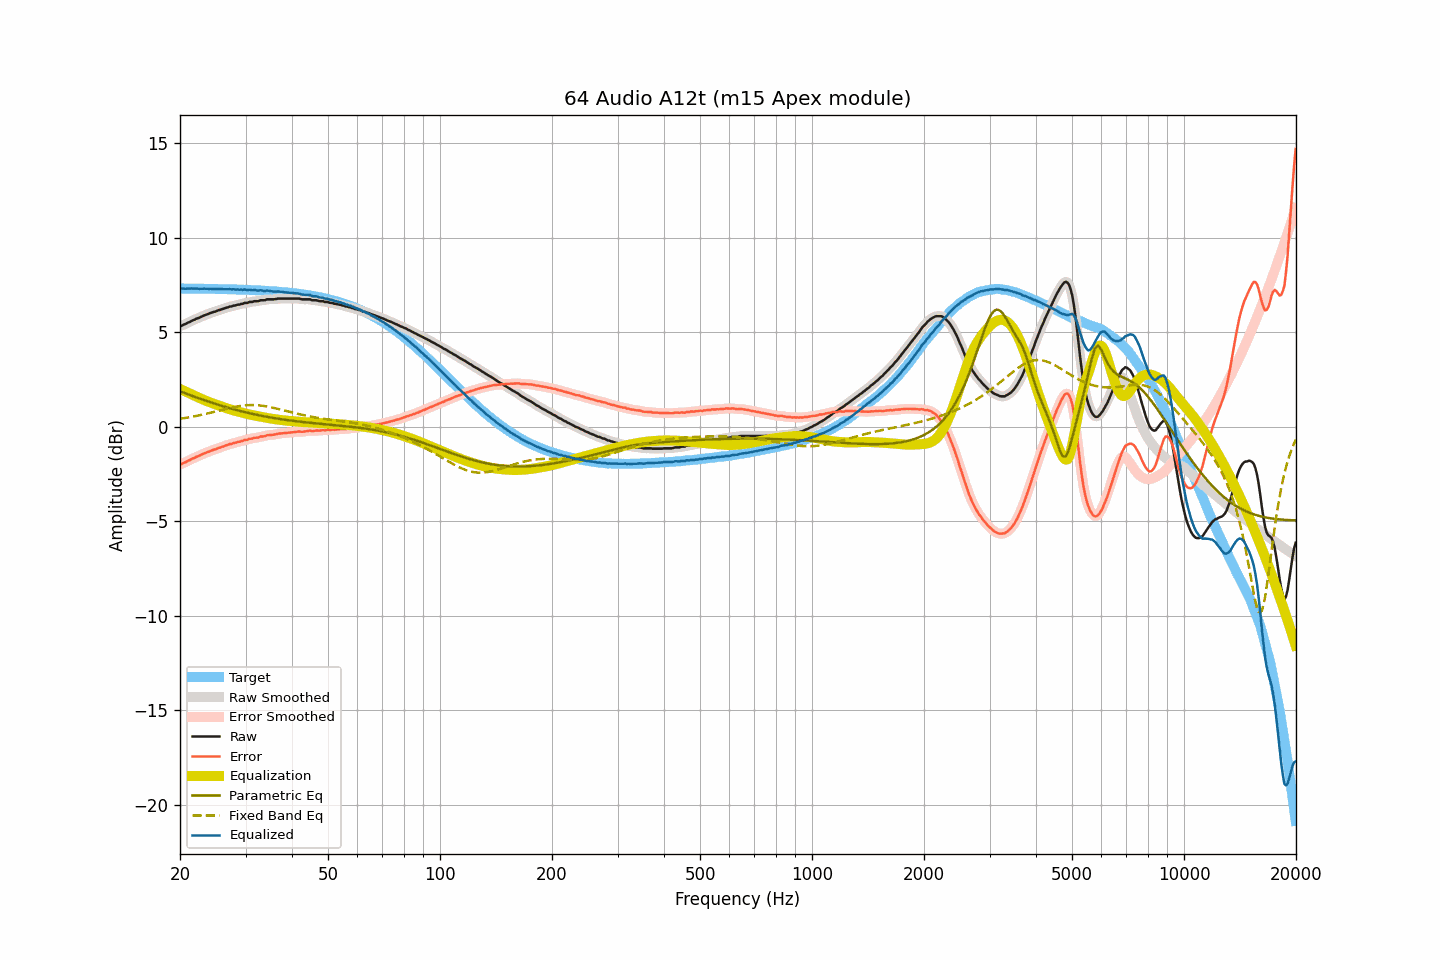 64 Audio A12t (m15 Apex module)
15
10
5
0
−5
−10
−15
−20
Amplitude (dBr)
Target
Raw Smoothed
Error Smoothed
Raw
Error
Equalization
Parametric Eq
Fixed Band Eq
Equalized
20 50 100 200 500 1000 2000 5000 10000 20000
Frequency (Hz)